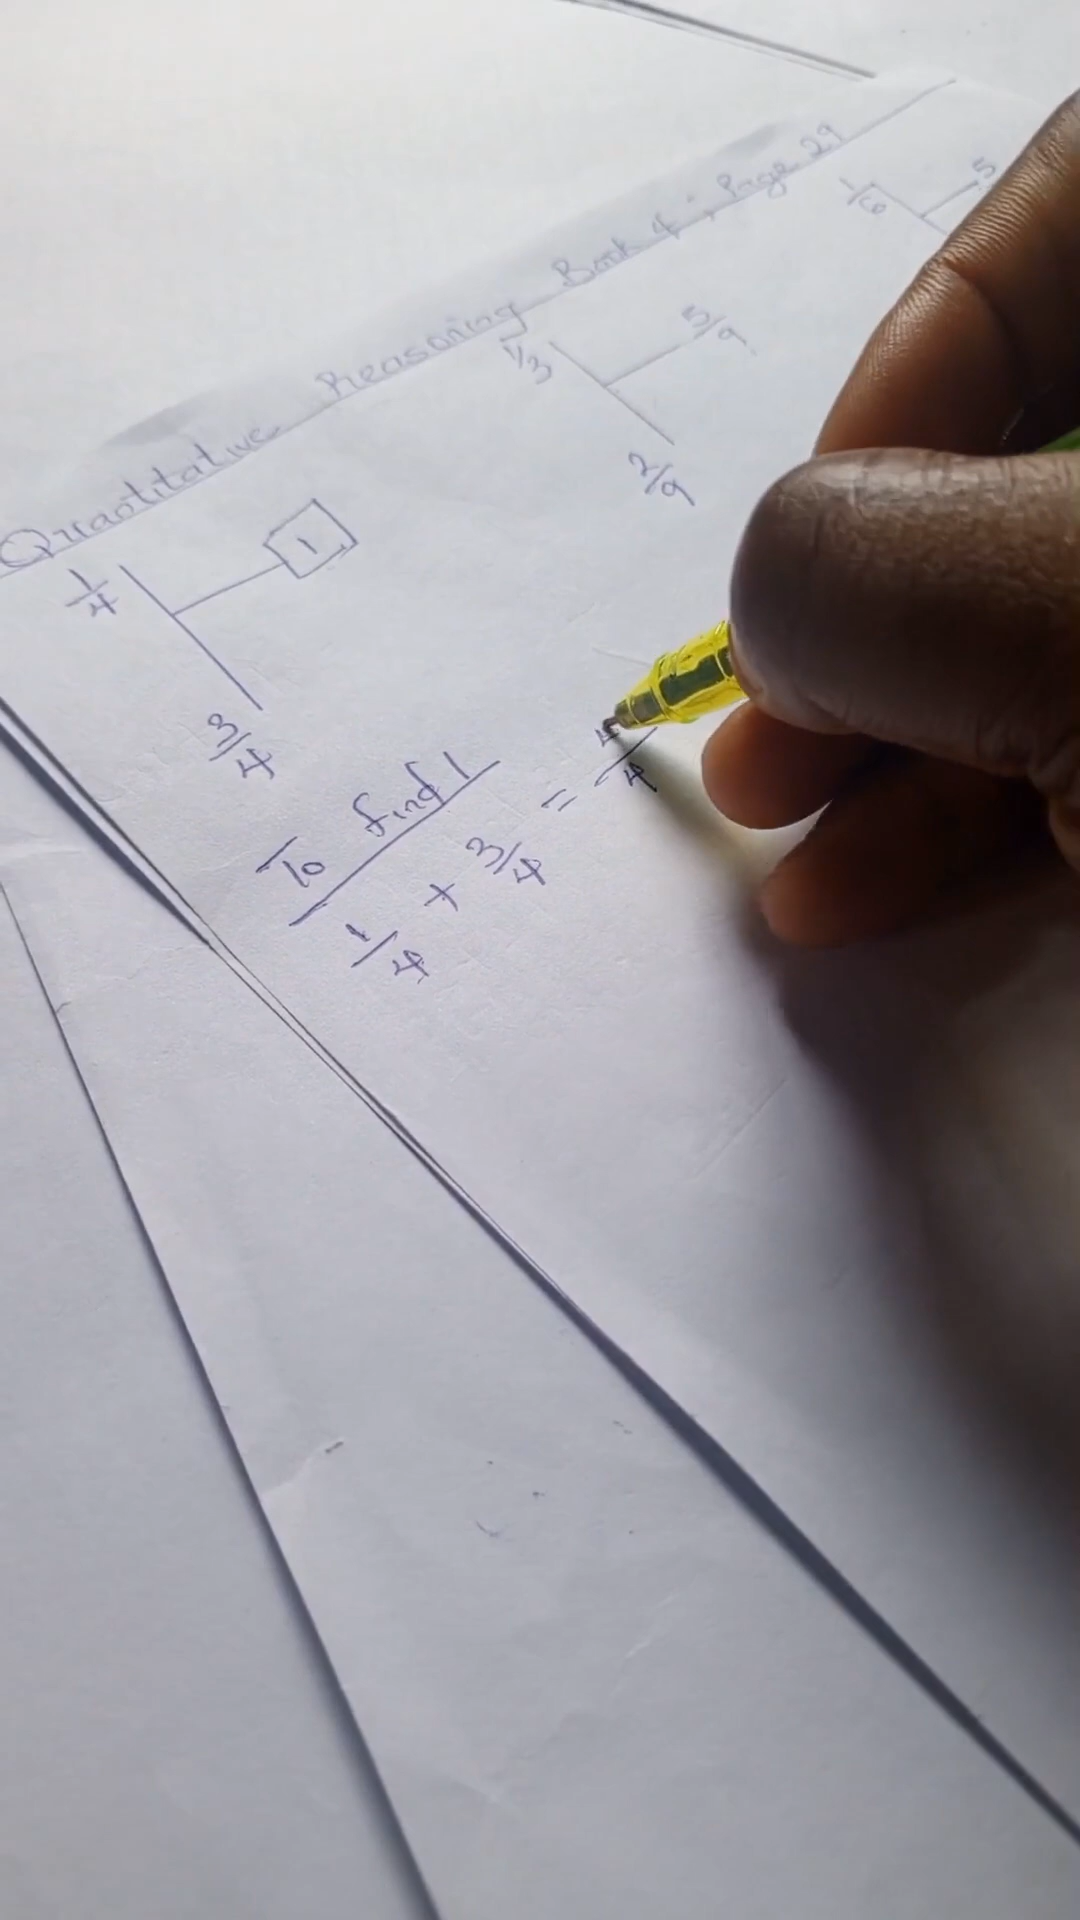 Quantitative Reasoning Book 4; Page 29
1/4
1
3/4
1/3
5/9
2/9
1/6
5
To find 1
1/4 + 3/4 = 4/4